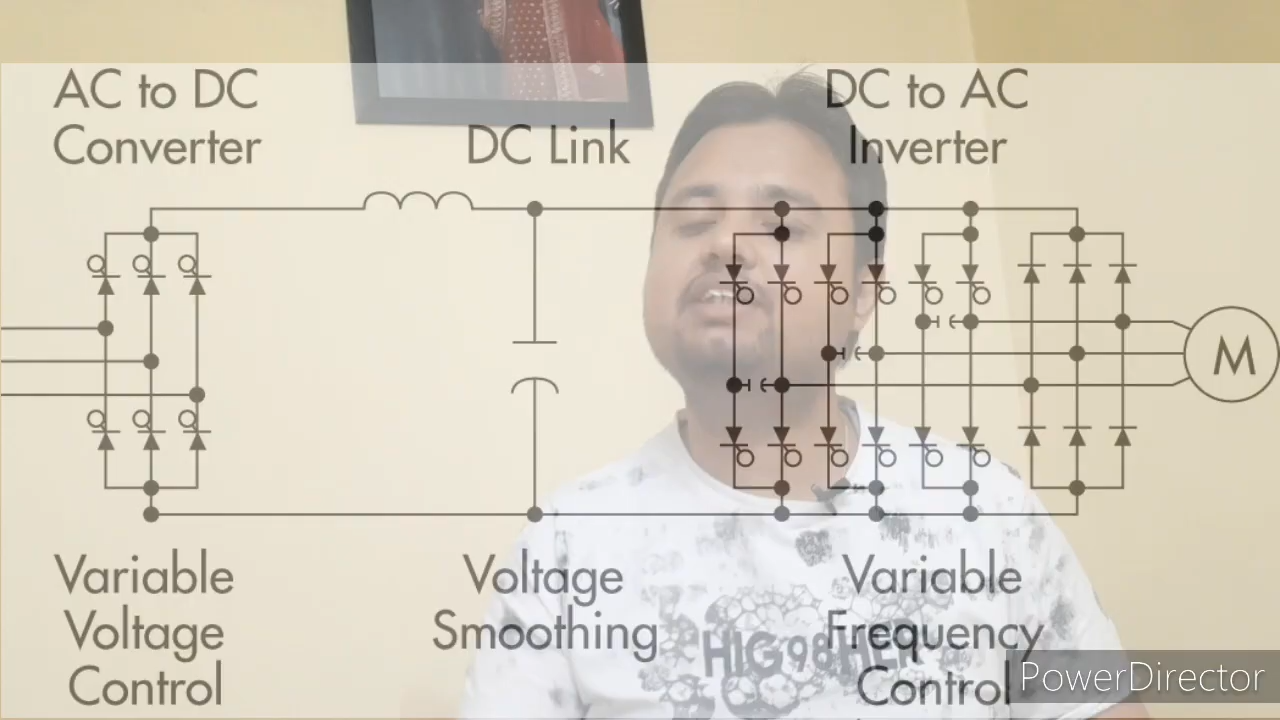 AC to DC
Converter
DC Link
DC to AC
Inverter
M
Variable
Voltage
Control
Voltage
Smoothing
Variable
Frequency
Control
HIG98HER
PowerDirector